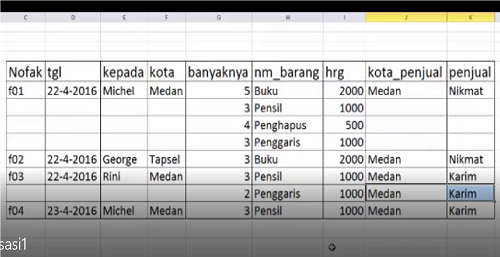 C D E F G H I J K
Nofak tgl kepada kota banyaknya nm_barang hrg kota_penjual penjual
f01 22-4-2016 Michel Medan 5 Buku 2000 Medan Nikmat
3 Pensil 1000
4 Penghapus 500
3 Penggaris 1000
f02 22-4-2016 George Tapsel 3 Buku 2000 Medan Nikmat
f03 22-4-2016 Rini Medan 3 Pensil 1000 Medan Karim
2 Penggaris 1000 Medan Karim
f04 23-4-2016 Michel Medan 3 Pensil 1000 Medan Karim
sasi1